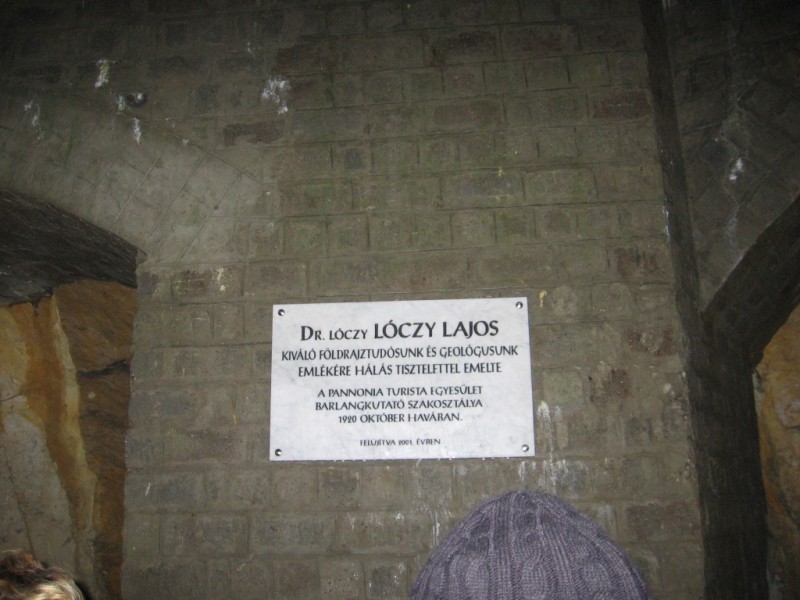 DR. LÓCZY LÓCZY LAJOS
KIVÁLÓ FÖLDRAJZTUDÓSUNK ÉS GEOLÓGUSUNK
EMLÉKÉRE HÁLÁS TISZTELETTEL EMELTE
A PANNONIA TURISTA EGYESÜLET
BARLANGKUTATÓ SZAKOSZTÁLYA
1920 OKTÓBER HAVÁBAN.
FELÚJÍTVA 2001. ÉVBEN